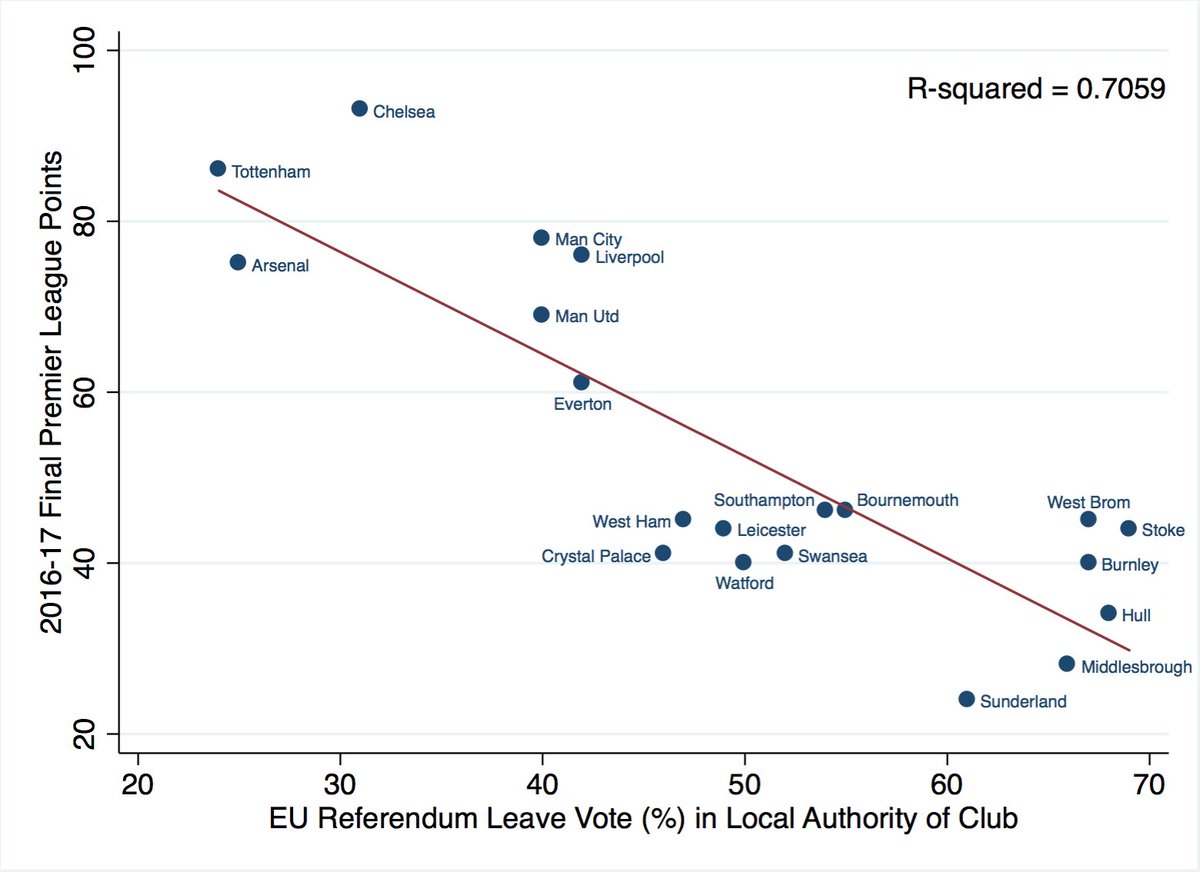 R-squared = 0.7059
2016-17 Final Premier League Points
100
80
60
40
20
Chelsea
Tottenham
Arsenal
Man City
Liverpool
Man Utd
Everton
Southampton
Bournemouth
West Brom
West Ham
Leicester
Stoke
Crystal Palace
Swansea
Burnley
Watford
Hull
Middlesbrough
Sunderland
20 30 40 50 60 70
EU Referendum Leave Vote (%) in Local Authority of Club